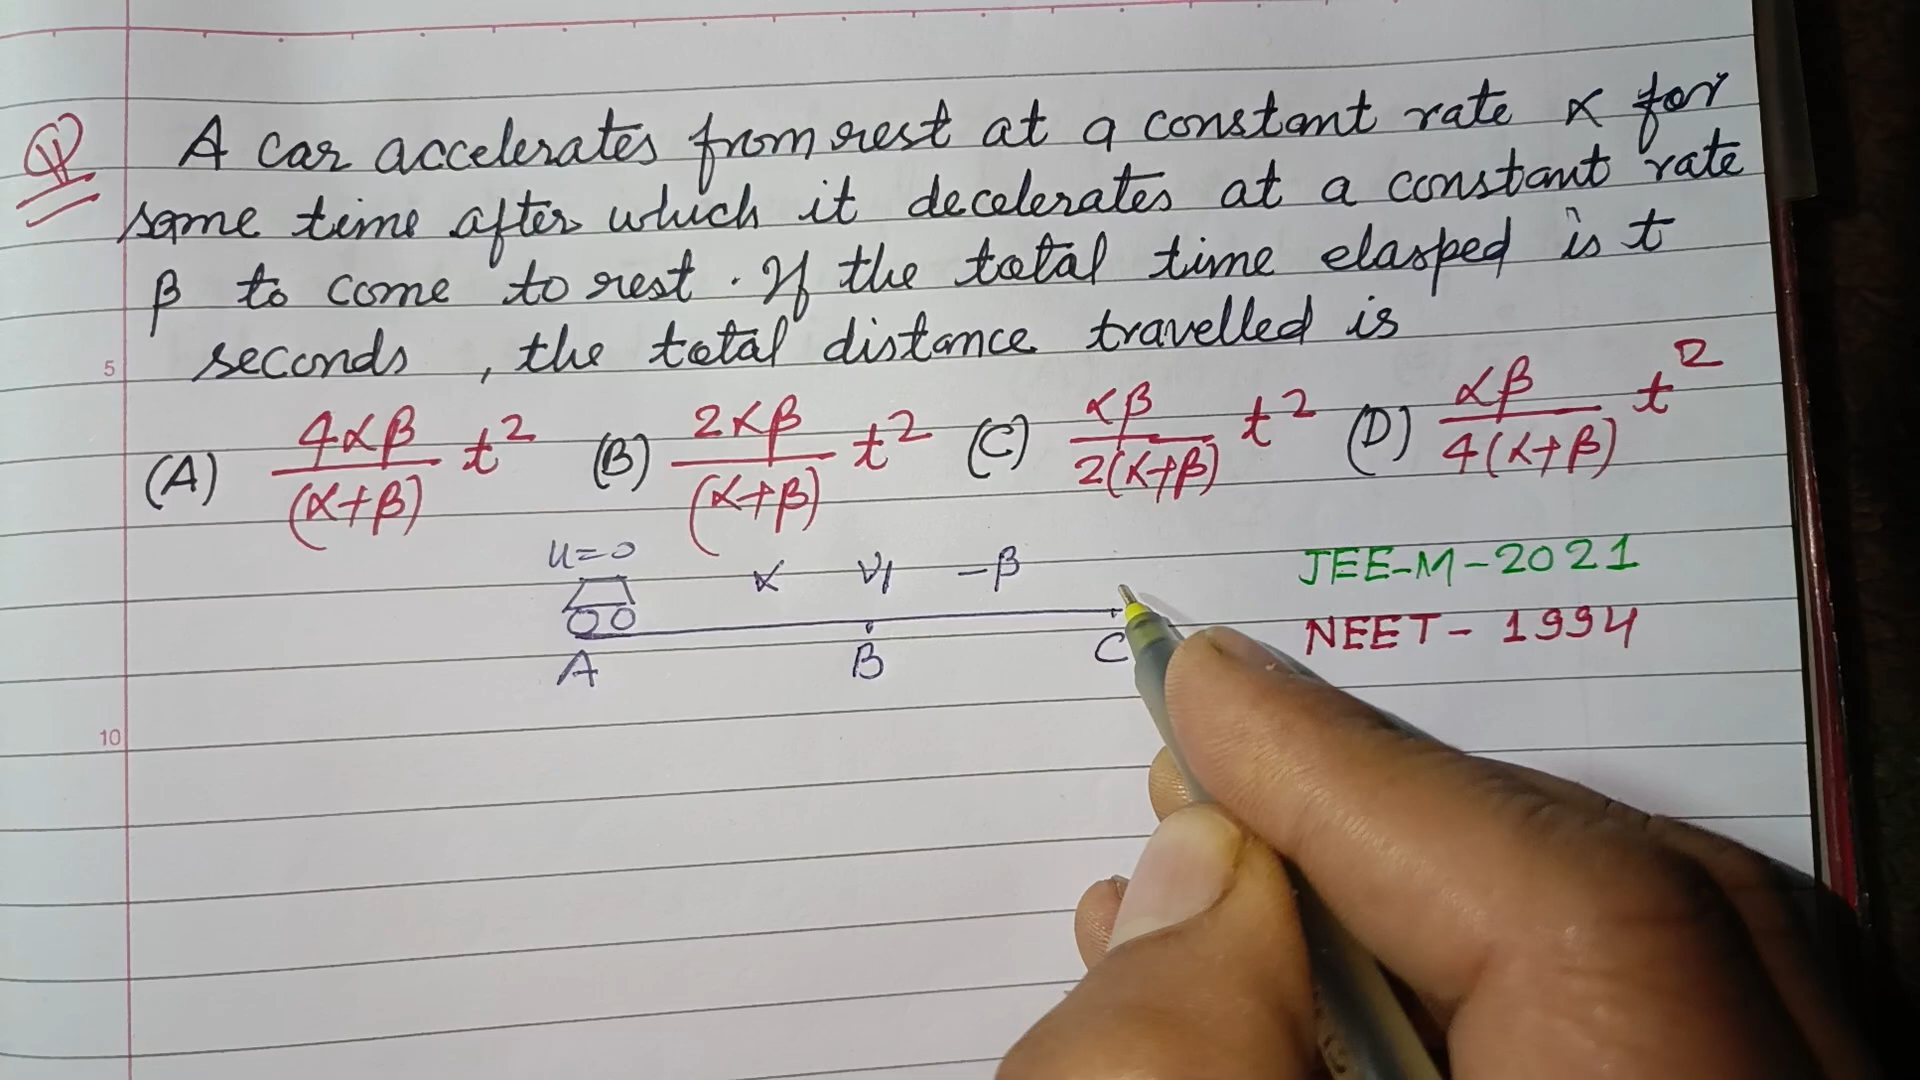 Q A car accelerates from rest at a constant rate α for
some time after which it decelerates at a constant rate
β to come to rest. If the total time elasped is t
seconds, the total distance travelled is
5
(A) 4αβ/(α+β) t² (B) 2αβ/(α+β) t² (C) αβ/2(α+β) t² (D) αβ/4(α+β) t²
u=0 α V1 -β JEE-M-2021
A B C NEET-1994
10